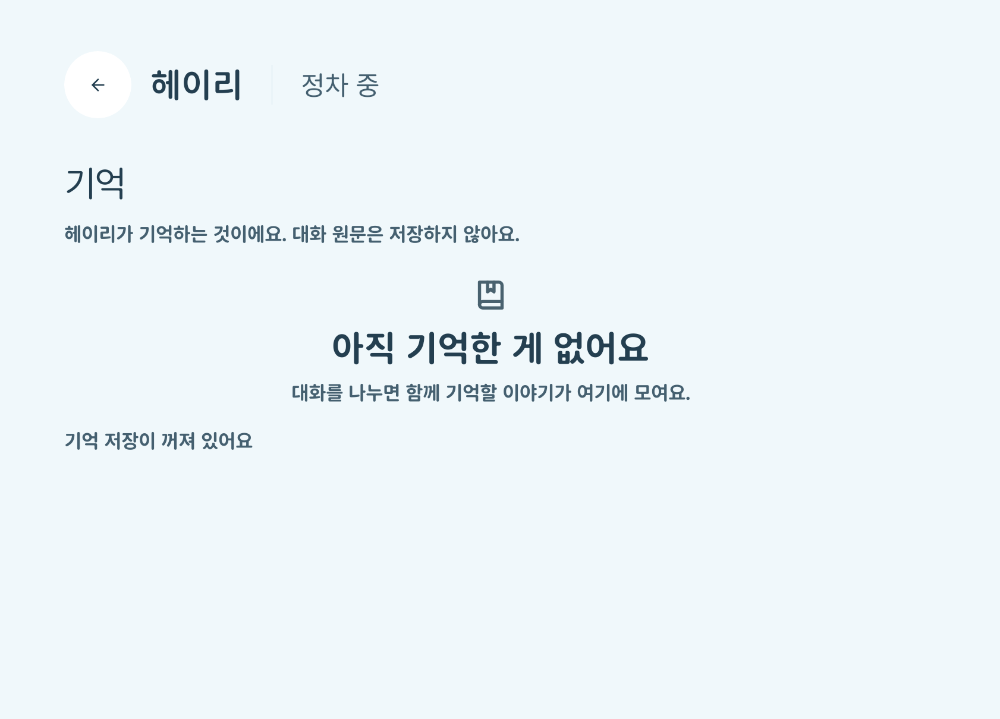 헤이리
정차 중
기억
헤이리가 기억하는 것이에요. 대화 원문은 저장하지 않아요.
아직 기억한 게 없어요
대화를 나누면 함께 기억할 이야기가 여기에 모여요.
기억 저장이 꺼져 있어요